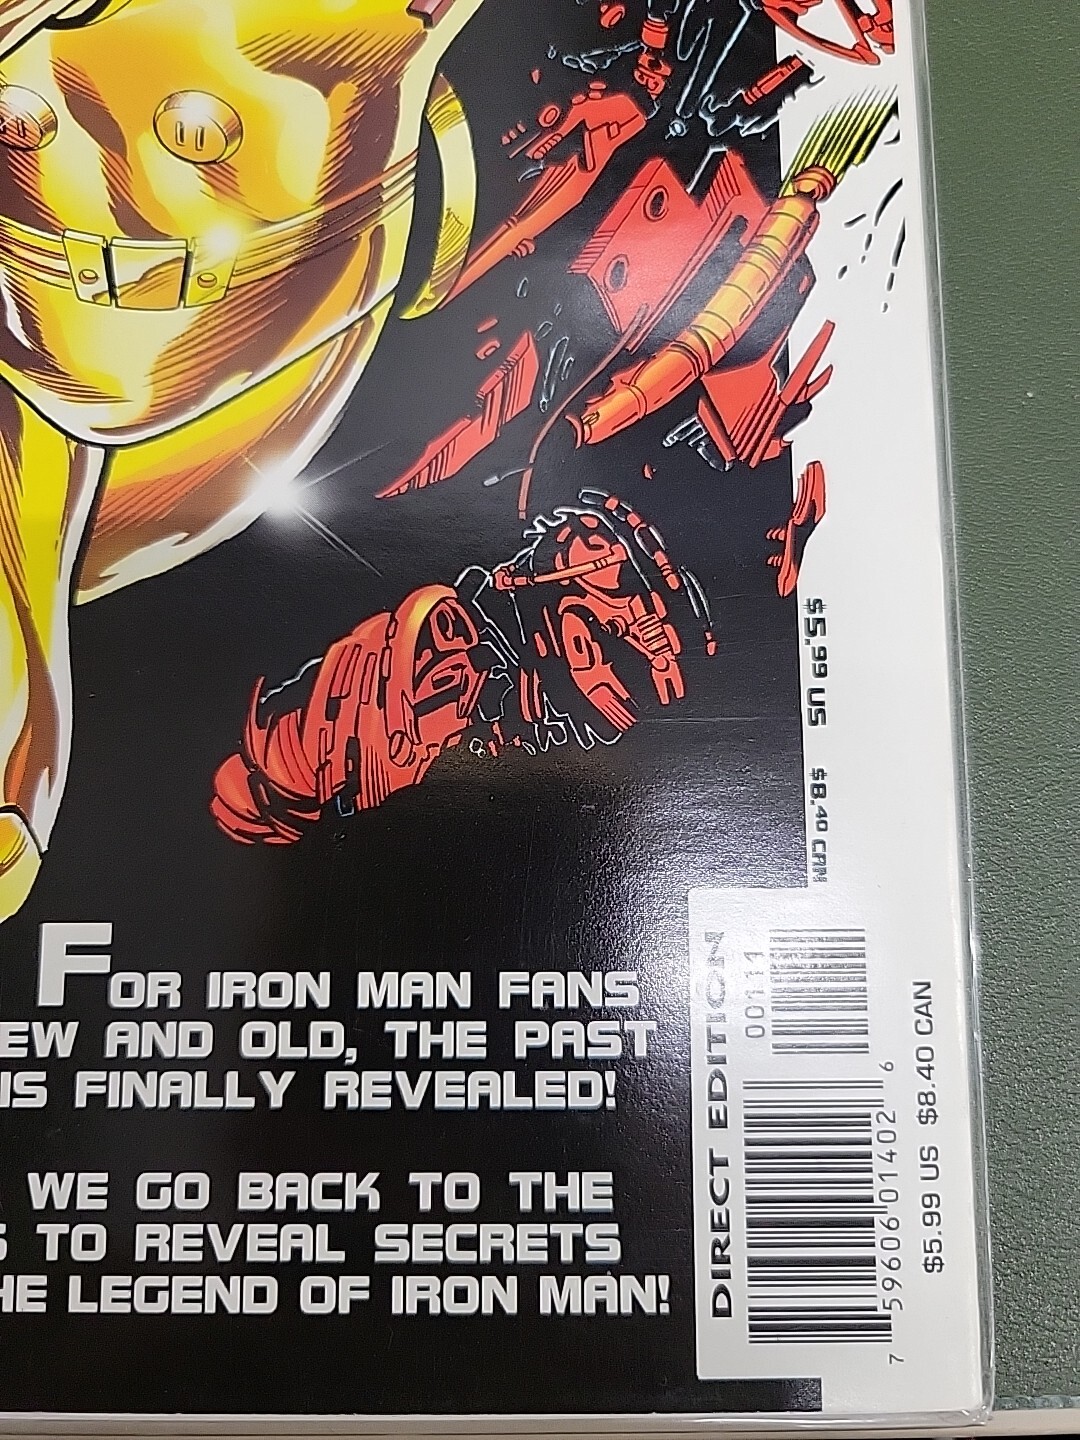 $5.99 US $8.40 CAN
FOR IRON MAN FANS
EW AND OLD, THE PAST
IS FINALLY REVEALED!
WE GO BACK TO THE
S TO REVEAL SECRETS
HE LEGEND OF IRON MAN!
DIRECT EDITION
00111
7 59606 01402 6
$5.99 US $8.40 CAN